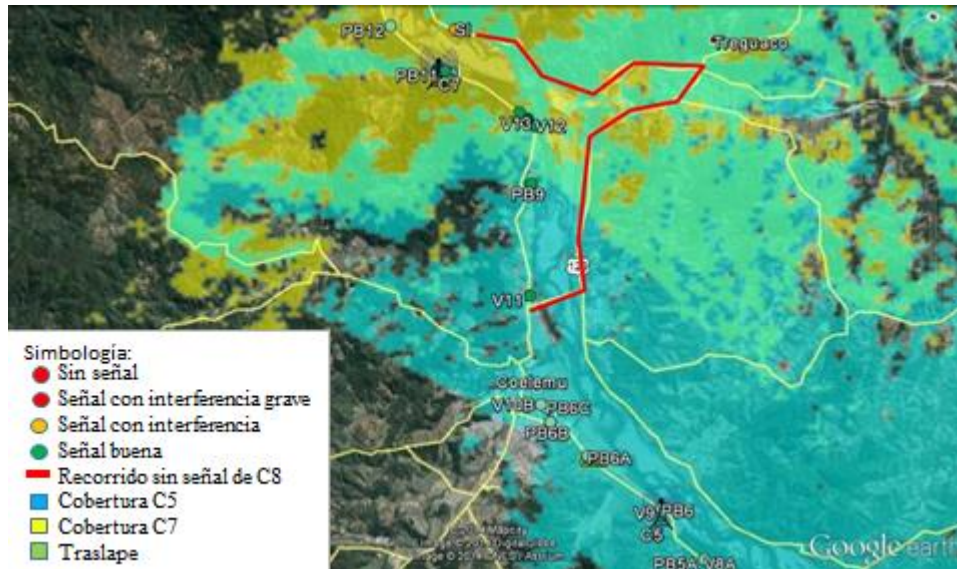 PB12
SI
Treguaco
C7
V13
V12
PB9
V11
Coelemu
V10B
PB6C
PB6B
PB6A
V9
PB6
C5
PB5A
V8A
Google earth
Simbología:
Sin señal
Señal con interferencia grave
Señal con interferencia
Señal buena
Recorrido sin señal de C8
Cobertura C5
Cobertura C7
Traslape